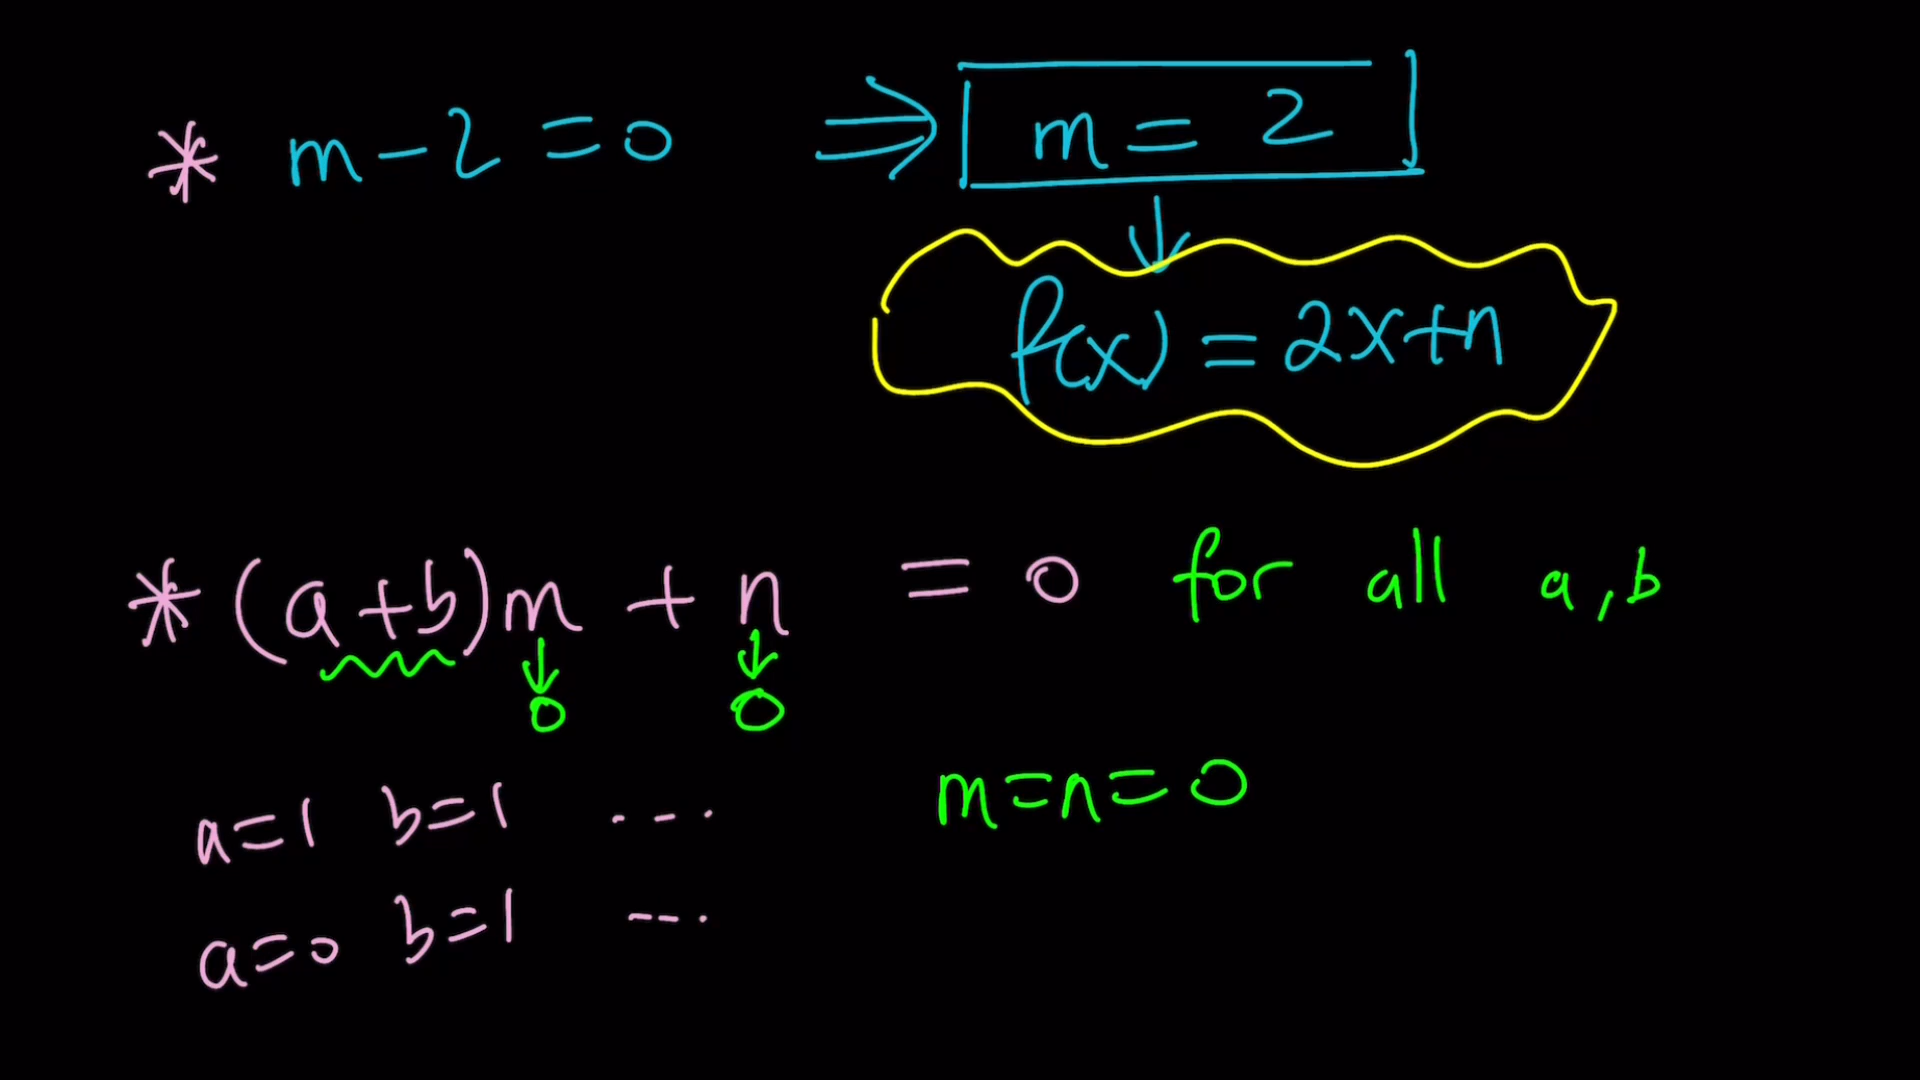 * m - 2 = 0 ⇒ m = 2
↓
f(x) = 2x + n
* (a + b)m + n = 0 for all a, b
↓ ↓
0 0
a = 1 b = 1 ... m = n = 0
a = 0 b = 1 ...